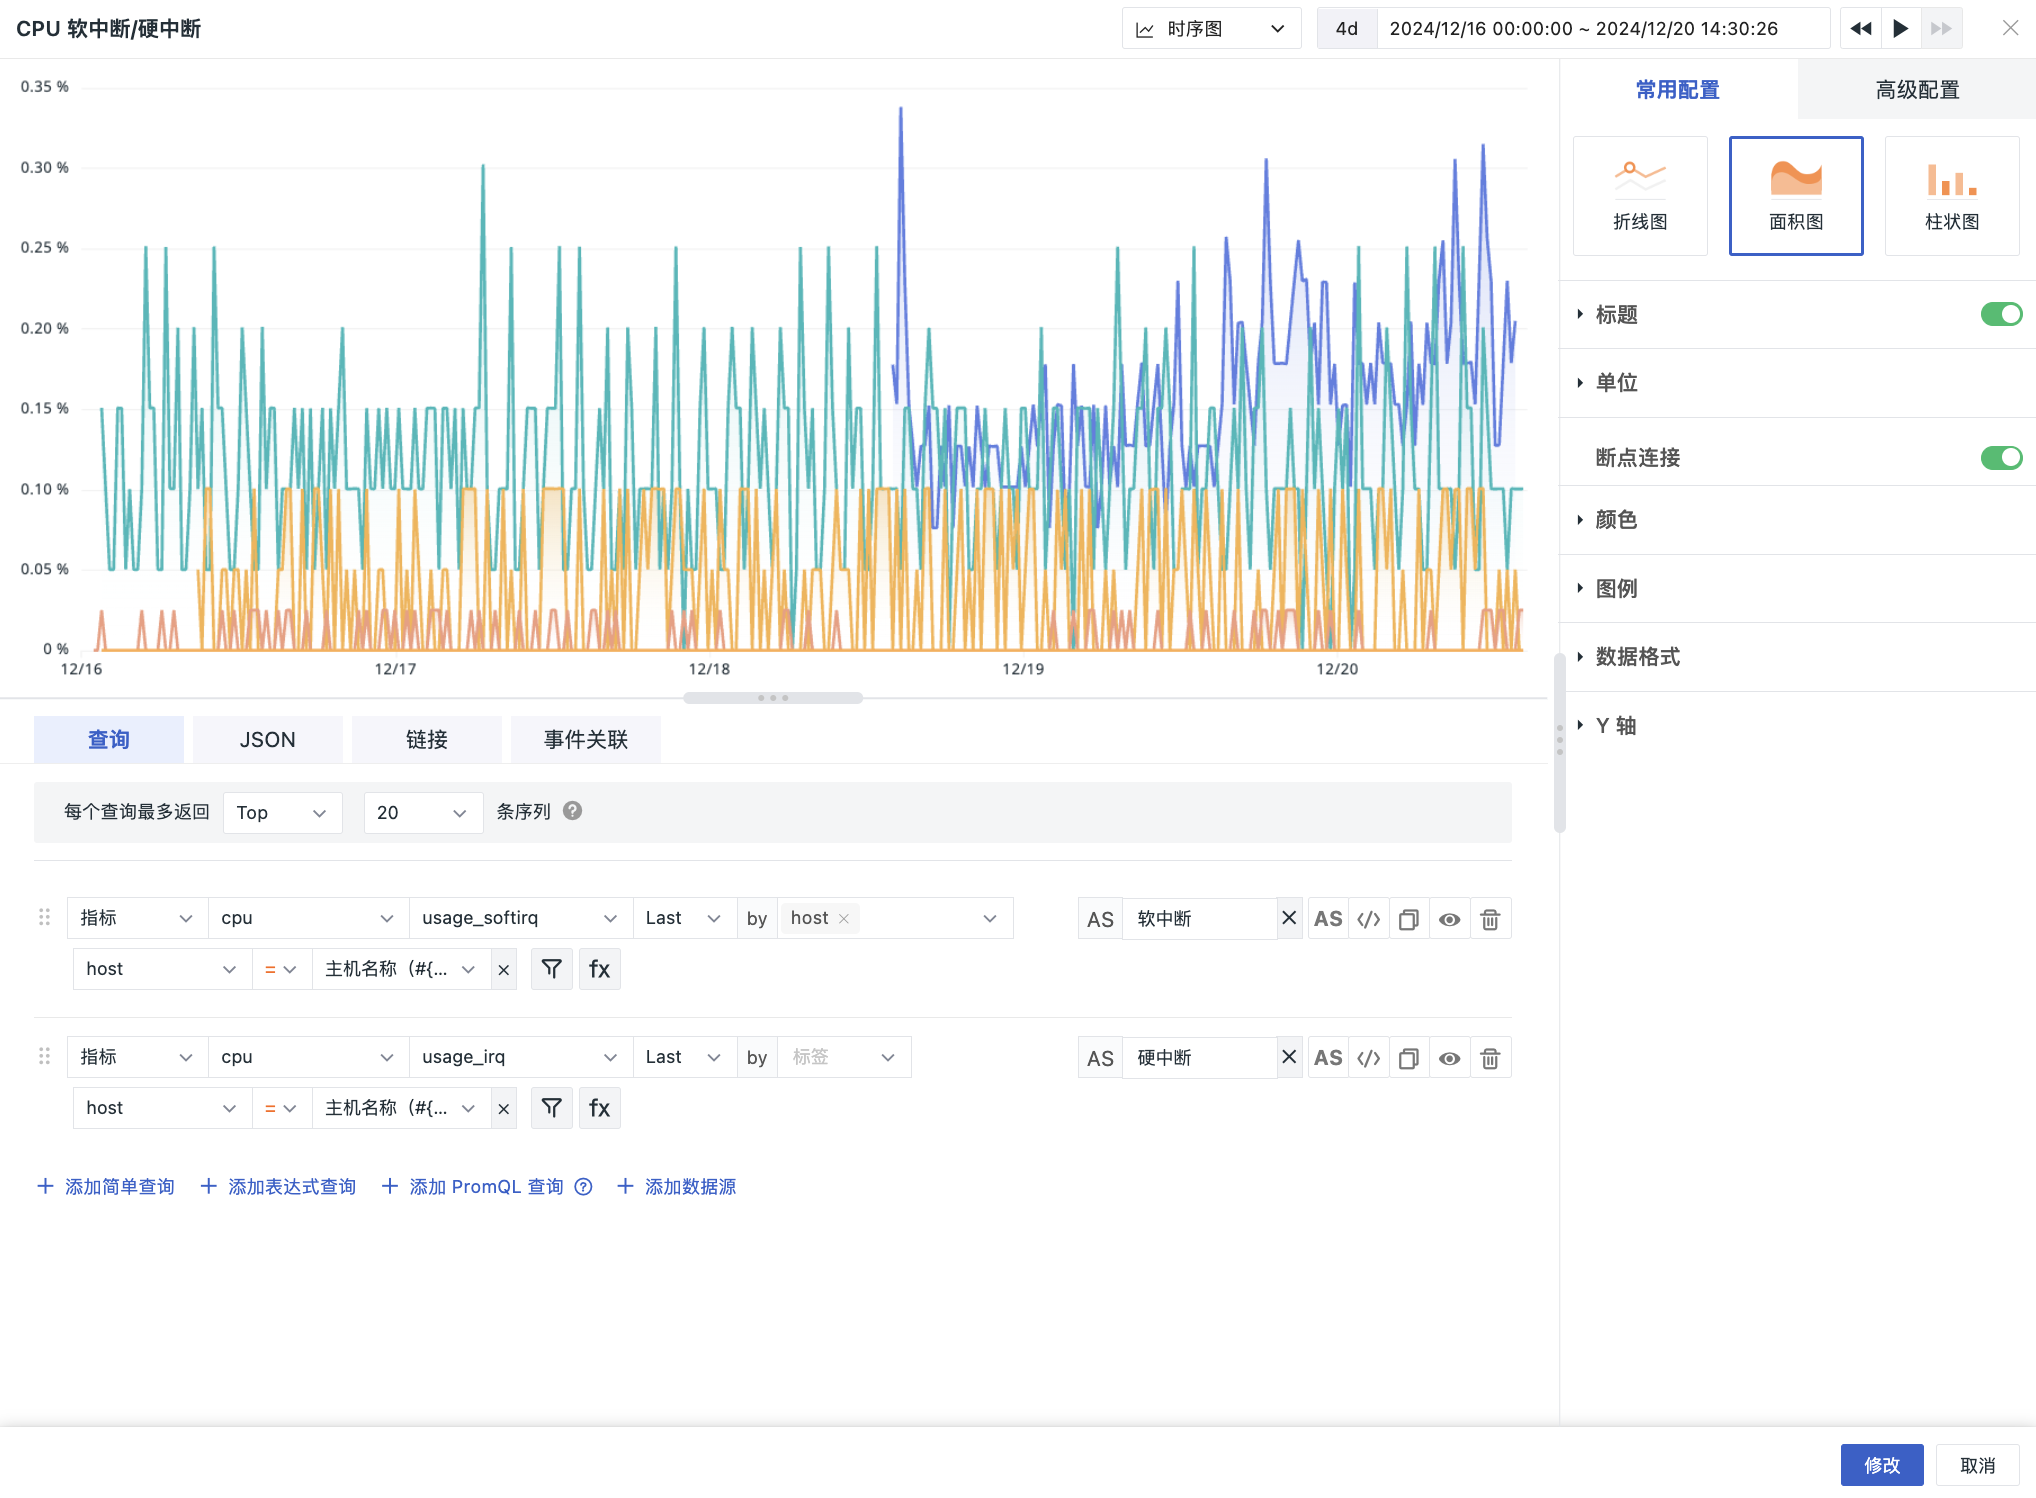 CPU 软中断/硬中断
时序图
4d 2024/12/16 00:00:00 ~ 2024/12/20 14:30:26
0.35 %
0.30 %
0.25 %
0.20 %
0.15 %
0.10 %
0.05 %
0 %
12/16 12/17 12/18 12/19 12/20
常用配置 高级配置
折线图 面积图 柱状图
标题
单位
断点连接
颜色
图例
数据格式
Y 轴
查询 JSON 链接 事件关联
每个查询最多返回 Top 20 条序列 ?
指标 cpu usage_softirq Last by host × AS 软中断 × AS </>
host = 主机名称（#{... × fx
指标 cpu usage_irq Last by 标签 AS 硬中断 × AS </>
host = 主机名称（#{... × fx
+ 添加简单查询 + 添加表达式查询 + 添加 PromQL 查询 ? + 添加数据源
修改 取消